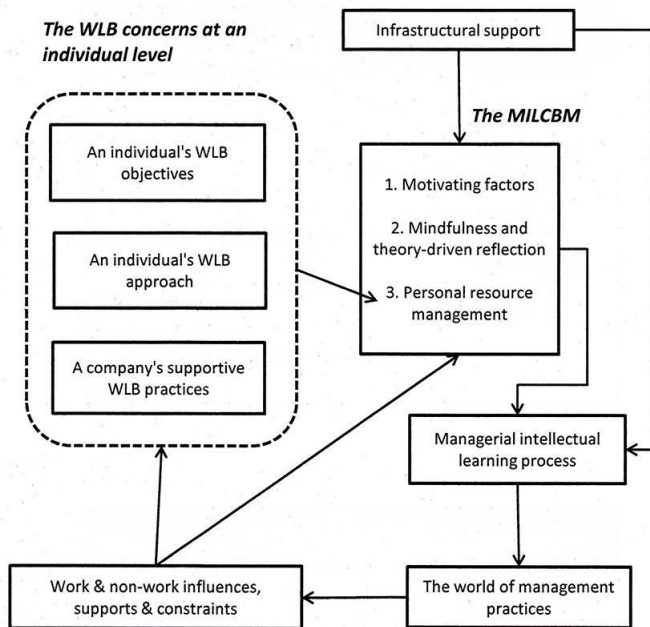 The WLB concerns at an
individual level
Infrastructural support
The MILCBM
An individual's WLB
objectives
An individual's WLB
approach
A company's supportive
WLB practices
1. Motivating factors
2. Mindfulness and
theory-driven reflection
3. Personal resource
management
Managerial intellectual
learning process
Work & non-work influences,
supports & constraints
The world of management
practices